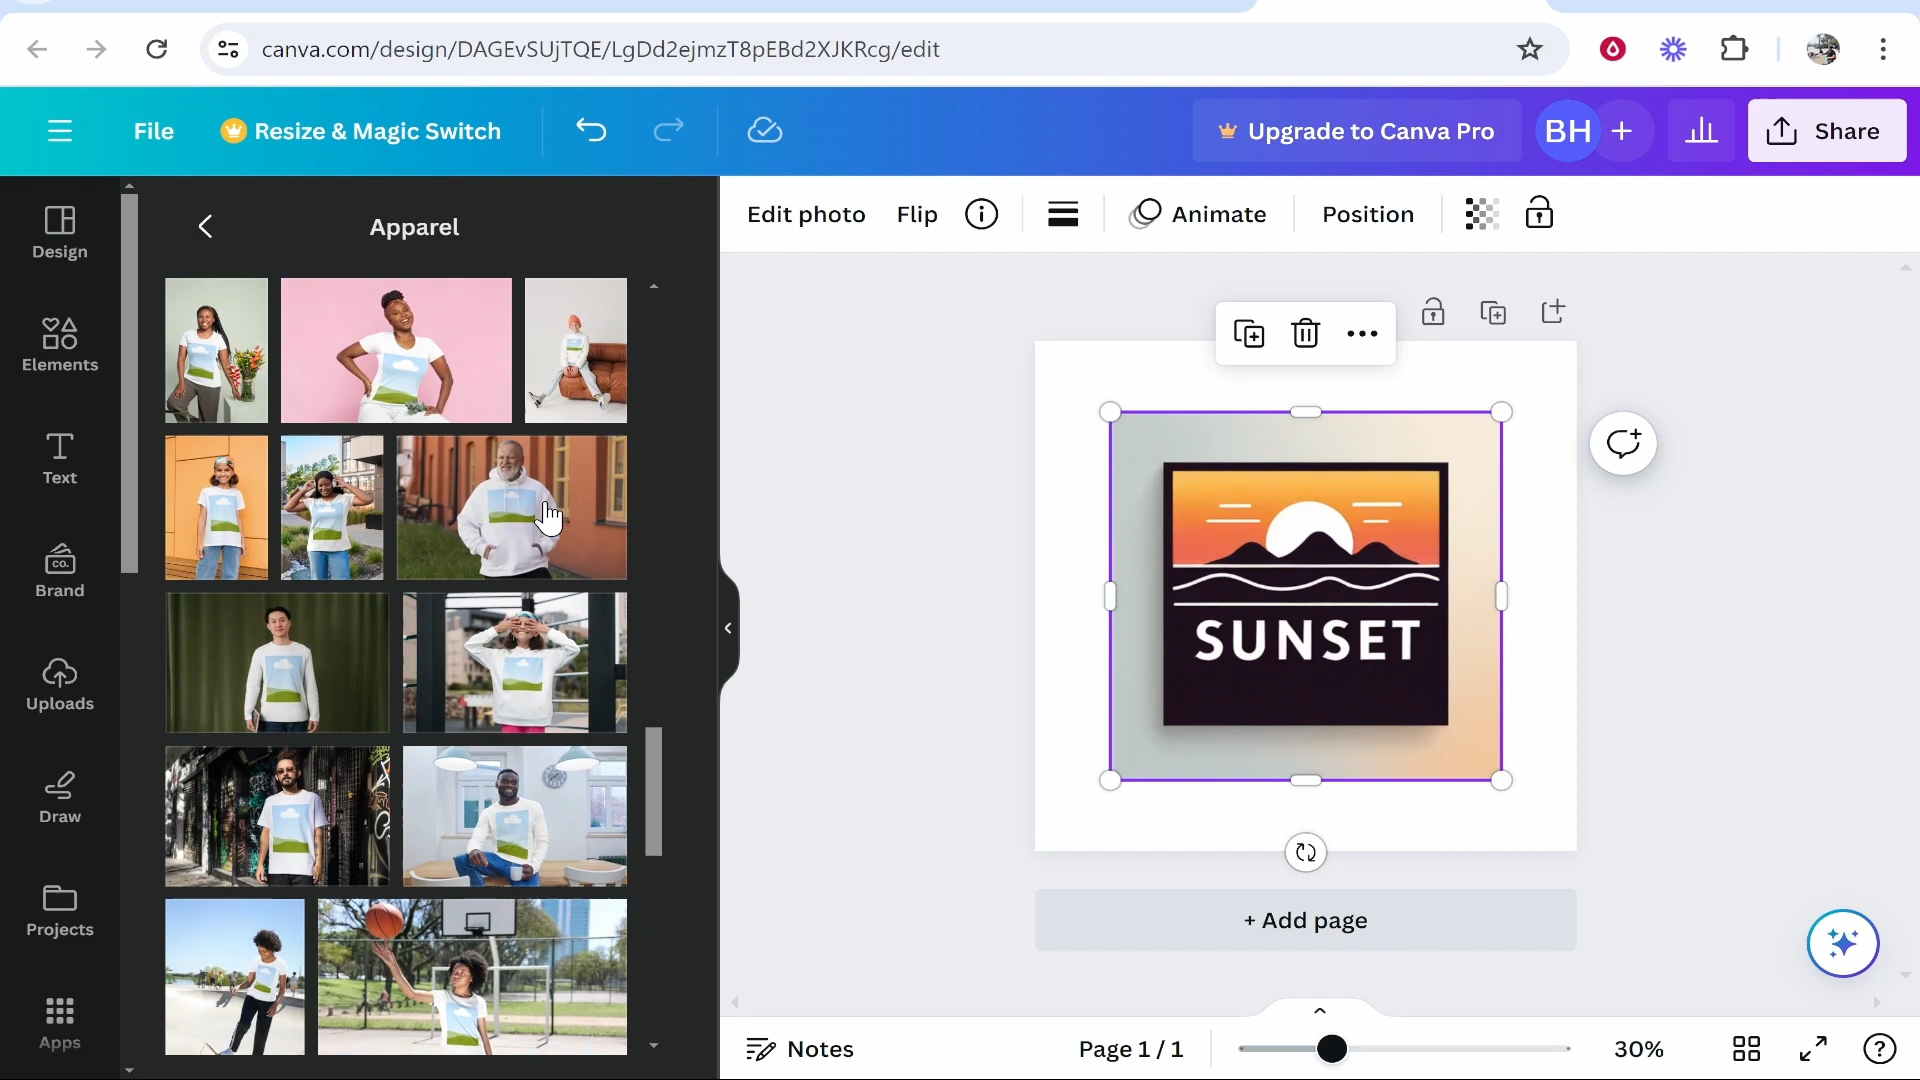 canva.com/design/DAGEvSUjTQE/LgDd2ejmzT8pEBd2XJKRcg/edit
File
Resize & Magic Switch
Upgrade to Canva Pro
BH
Share
Design
Elements
Text
CO.
Brand
Uploads
Draw
Projects
Apps
Apparel
Edit photo
Flip
Animate
Position
SUNSET
+ Add page
Notes
Page 1 / 1
30%